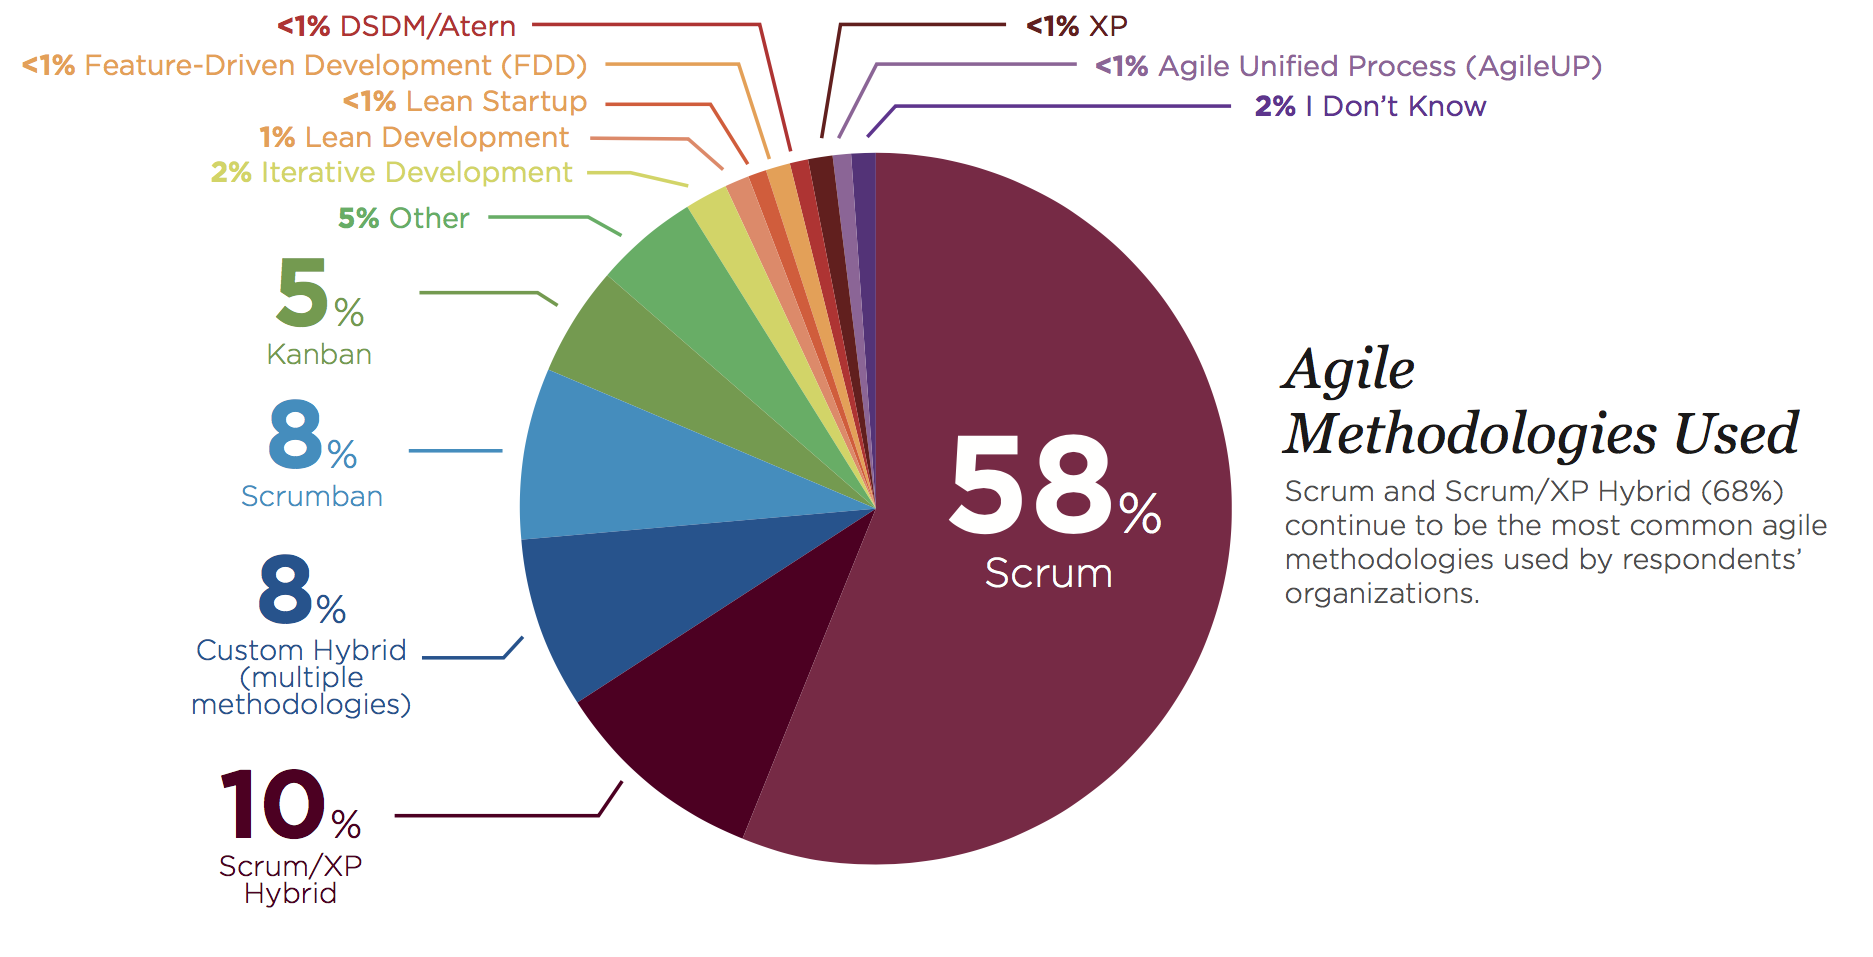 <1% DSDM/Atern
<1% Feature-Driven Development (FDD)
<1% Lean Startup
1% Lean Development
2% Iterative Development
5% Other
5%
Kanban
8%
Scrumban
8%
Custom Hybrid
(multiple
methodologies)
10%
Scrum/XP
Hybrid
<1% XP
<1% Agile Unified Process (AgileUP)
2% I Don’t Know
58%
Scrum
Agile
Methodologies Used
Scrum and Scrum/XP Hybrid (68%)
continue to be the most common agile
methodologies used by respondents’
organizations.